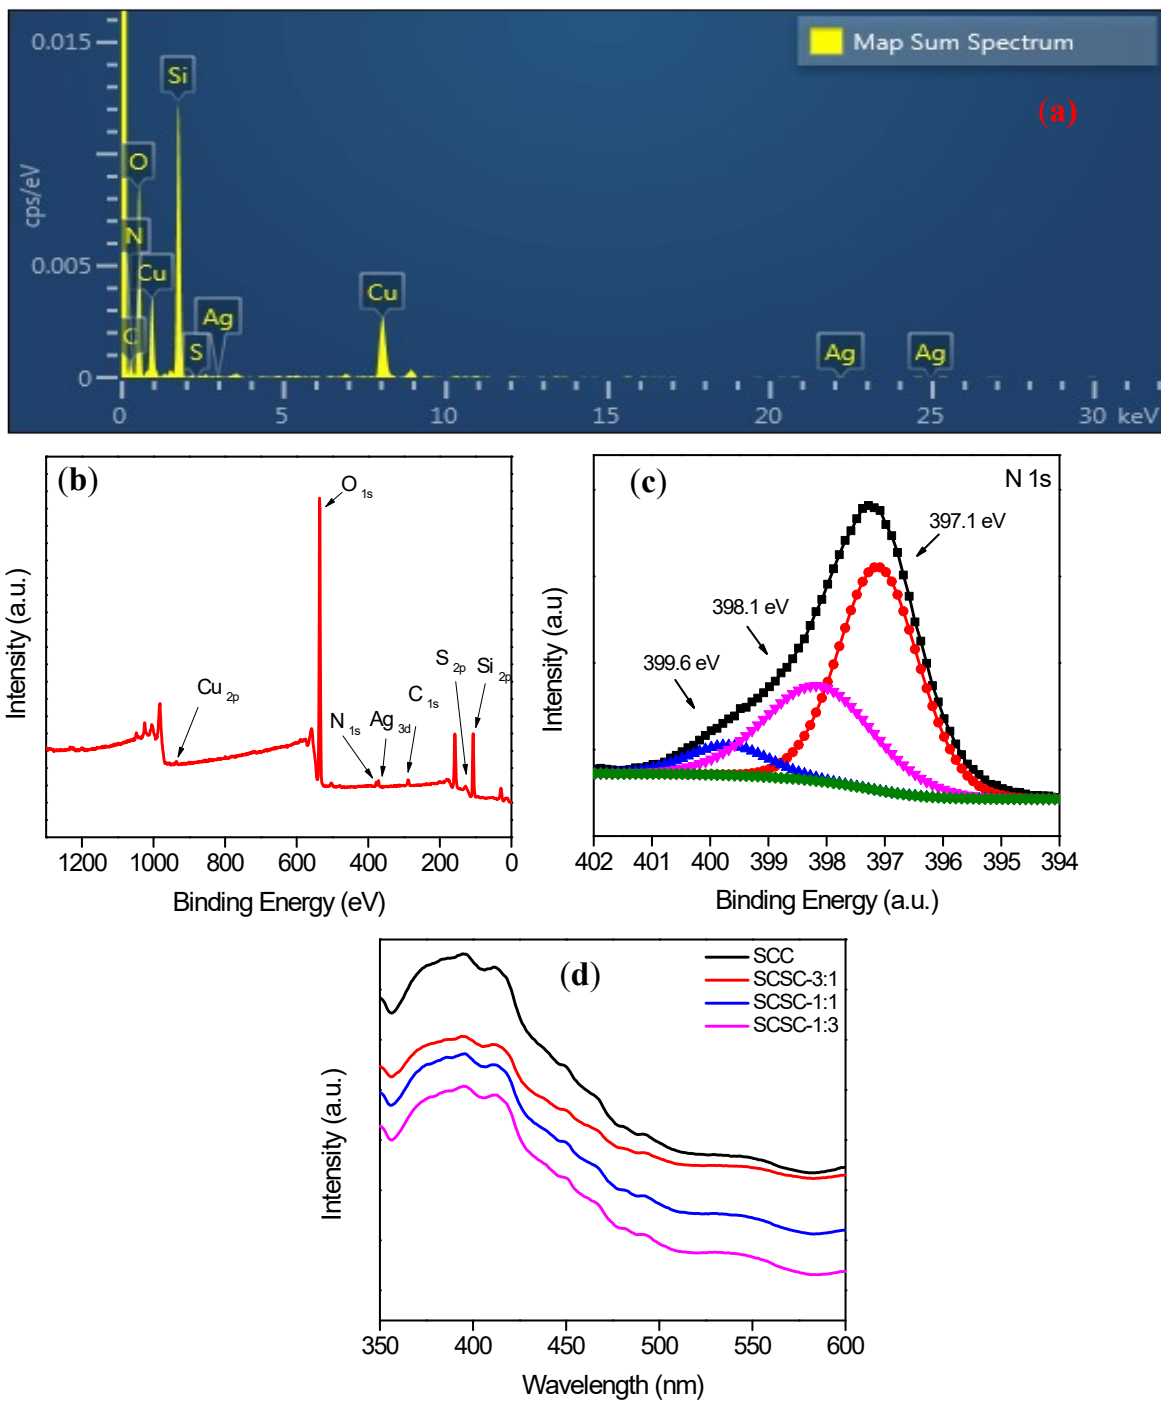 0.015
Map Sum Spectrum
Si
(a)
O
cps/eV
N
0.005
Cu
Cu
Ag
C
S
Ag
Ag
0
0 5 10 15 20 25 30 keV
(b)
O 1s
Intensity (a.u.)
Cu 2p
N 1s
Ag 3d
C 1s
S 2p
Si 2p
1200 1000 800 600 400 200 0
Binding Energy (eV)
(c)
N 1s
397.1 eV
398.1 eV
399.6 eV
Intensity (a.u)
402 401 400 399 398 397 396 395 394
Binding Energy (a.u.)
(d)
SCC
SCSC-3:1
SCSC-1:1
SCSC-1:3
Intensity (a.u.)
350 400 450 500 550 600
Wavelength (nm)